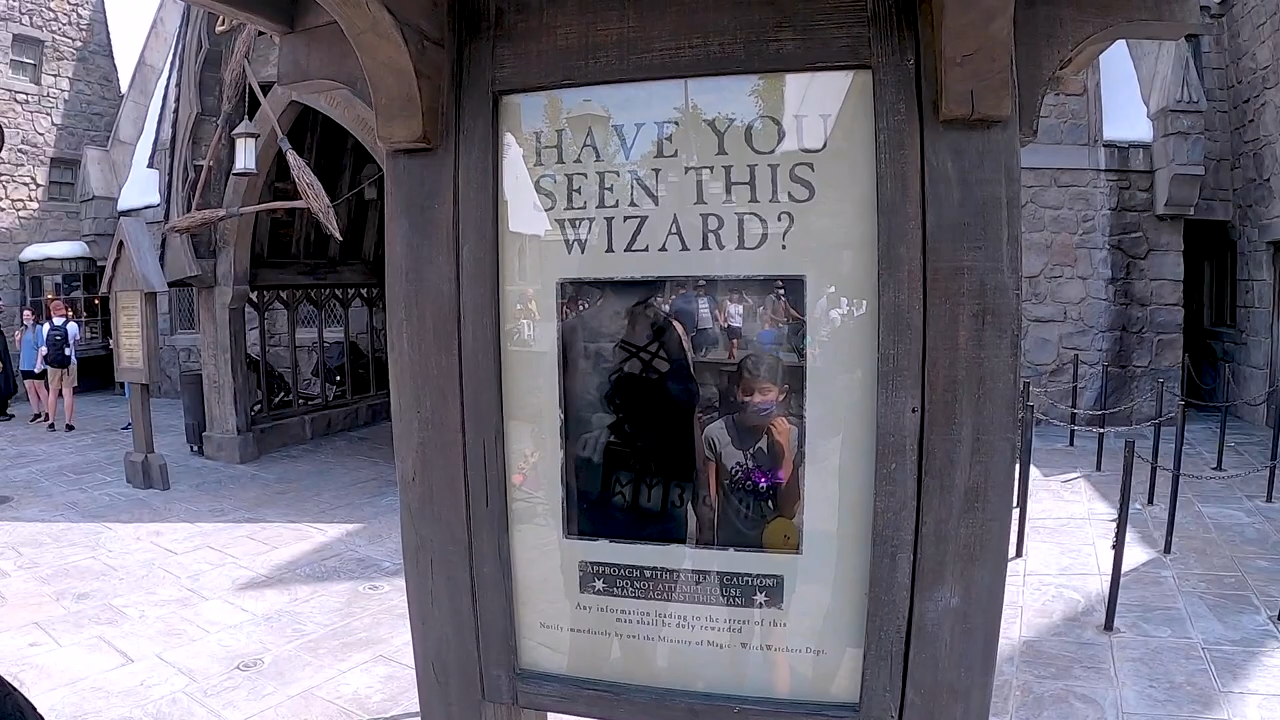 HAVE YOU
SEEN THIS
WIZARD?
APPROACH WITH EXTREME CAUTION!
DO NOT ATTEMPT TO USE
MAGIC AGAINST THIS MAN!
Any information leading to the arrest of this
man shall be duly rewarded
Notify immediately by owl the Ministry of Magic - WitchWatchers Dept.